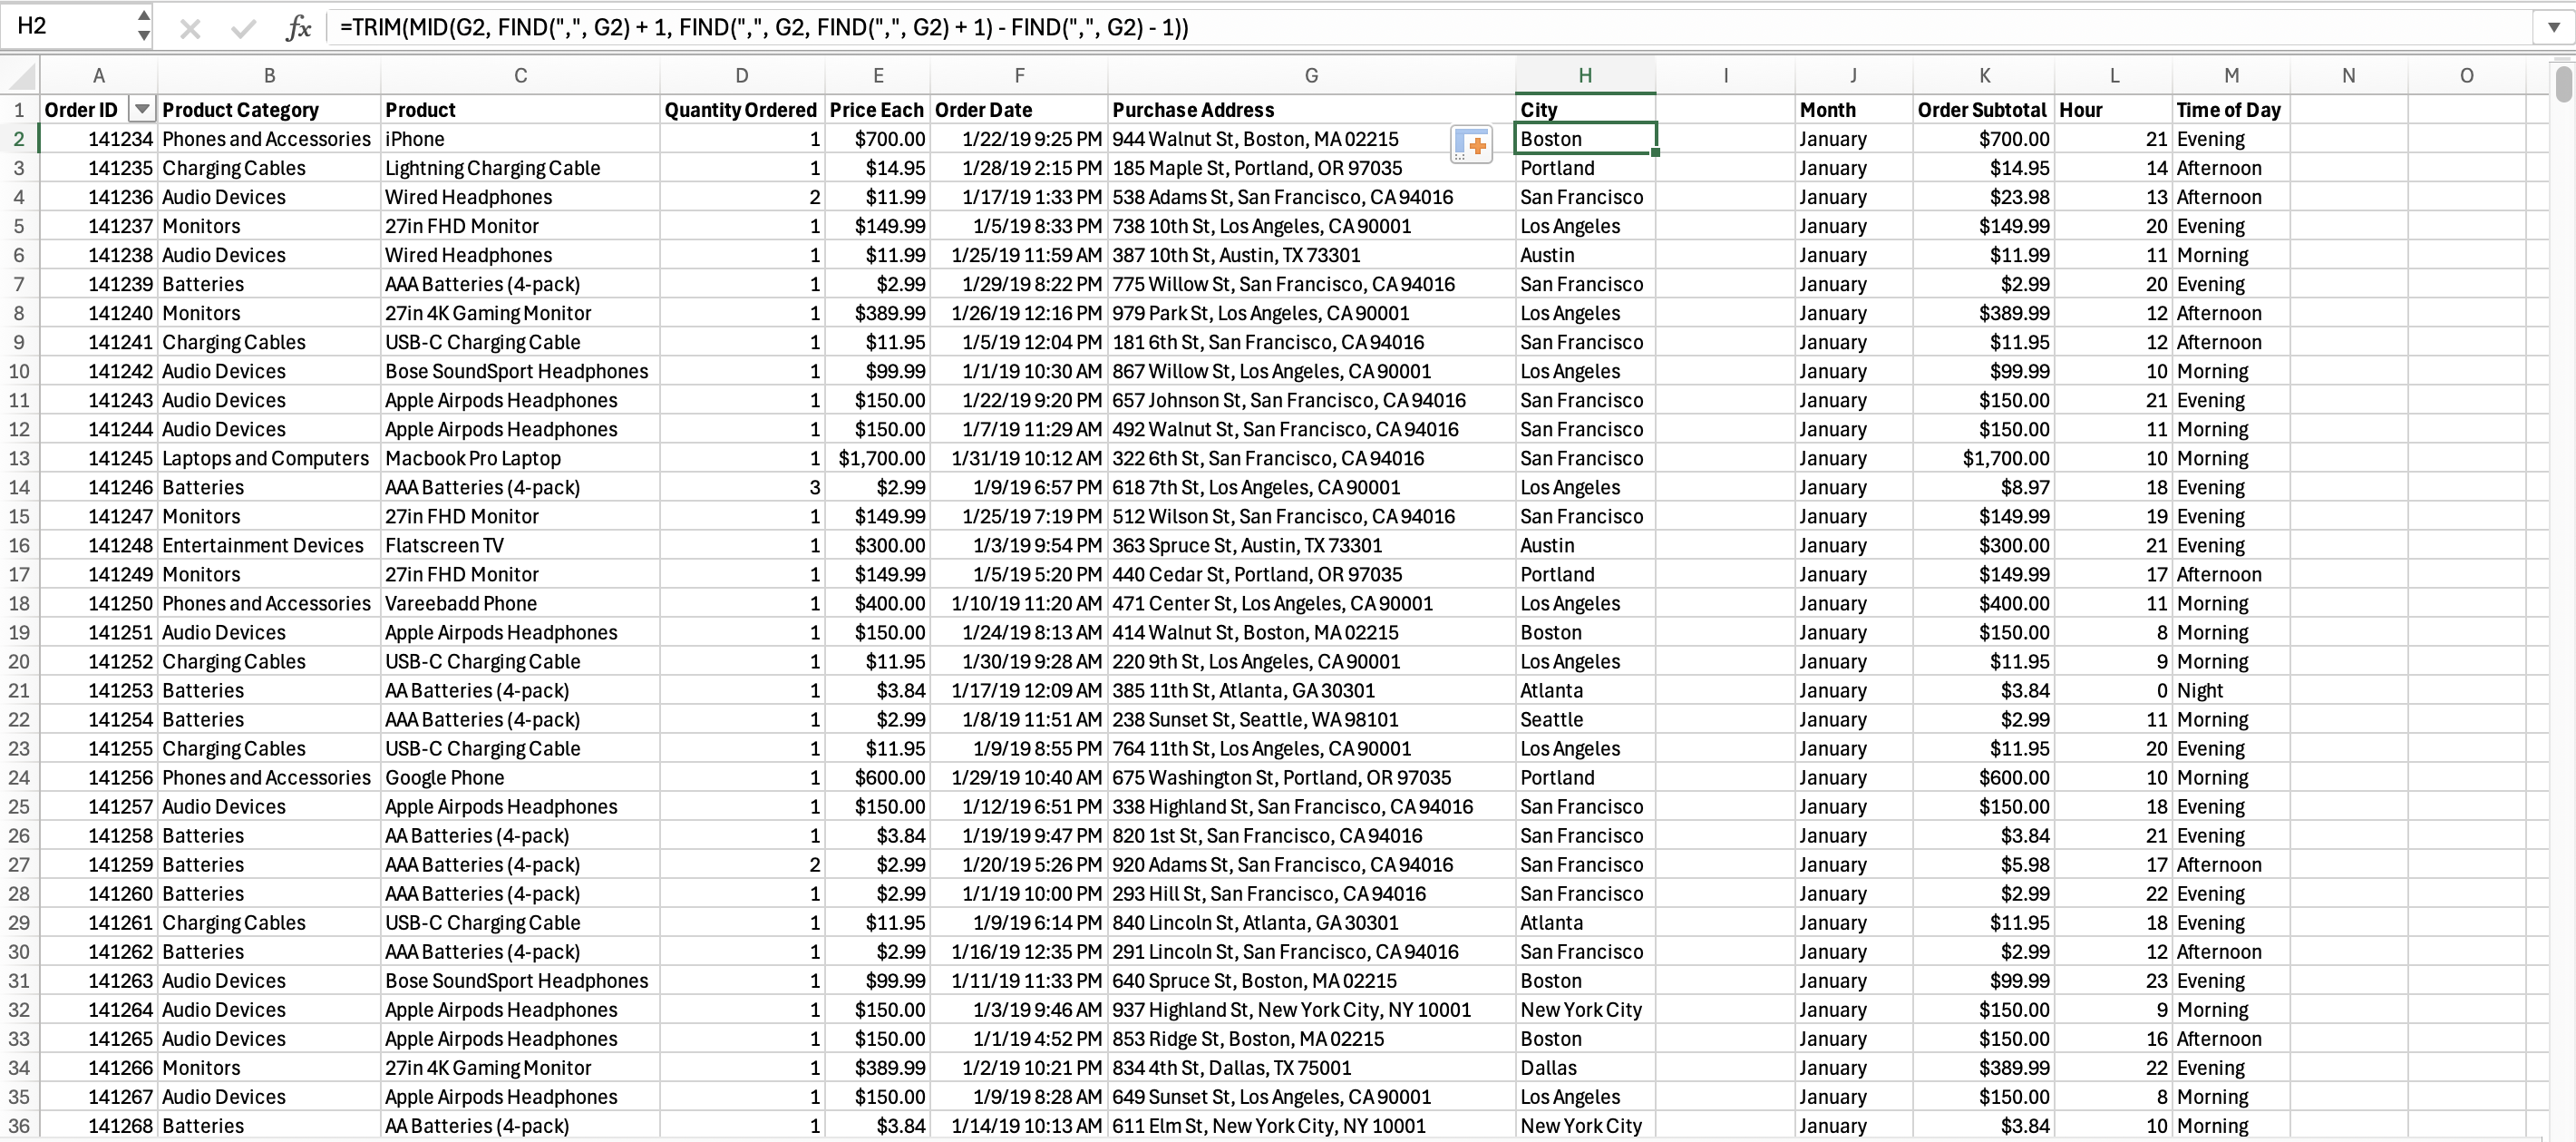 H2 fx =TRIM(MID(G2, FIND(",", G2) + 1, FIND(",", G2, FIND(",", G2) + 1) - FIND(",", G2) - 1))
A B C D E F G H I J K L M N O
1 Order ID Product Category Product Quantity Ordered Price Each Order Date Purchase Address City Month Order Subtotal Hour Time of Day
2 141234 Phones and Accessories iPhone 1 $700.00 1/22/19 9:25 PM 944 Walnut St, Boston, MA 02215 Boston January $700.00 21 Evening
3 141235 Charging Cables Lightning Charging Cable 1 $14.95 1/28/19 2:15 PM 185 Maple St, Portland, OR 97035 Portland January $14.95 14 Afternoon
4 141236 Audio Devices Wired Headphones 2 $11.99 1/17/19 1:33 PM 538 Adams St, San Francisco, CA 94016 San Francisco January $23.98 13 Afternoon
5 141237 Monitors 27in FHD Monitor 1 $149.99 1/5/19 8:33 PM 738 10th St, Los Angeles, CA 90001 Los Angeles January $149.99 20 Evening
6 141238 Audio Devices Wired Headphones 1 $11.99 1/25/19 11:59 AM 387 10th St, Austin, TX 73301 Austin January $11.99 11 Morning
7 141239 Batteries AAA Batteries (4-pack) 1 $2.99 1/29/19 8:22 PM 775 Willow St, San Francisco, CA 94016 San Francisco January $2.99 20 Evening
8 141240 Monitors 27in 4K Gaming Monitor 1 $389.99 1/26/19 12:16 PM 979 Park St, Los Angeles, CA 90001 Los Angeles January $389.99 12 Afternoon
9 141241 Charging Cables USB-C Charging Cable 1 $11.95 1/5/19 12:04 PM 181 6th St, San Francisco, CA 94016 San Francisco January $11.95 12 Afternoon
10 141242 Audio Devices Bose SoundSport Headphones 1 $99.99 1/1/19 10:30 AM 867 Willow St, Los Angeles, CA 90001 Los Angeles January $99.99 10 Morning
11 141243 Audio Devices Apple Airpods Headphones 1 $150.00 1/22/19 9:20 PM 657 Johnson St, San Francisco, CA 94016 San Francisco January $150.00 21 Evening
12 141244 Audio Devices Apple Airpods Headphones 1 $150.00 1/7/19 11:29 AM 492 Walnut St, San Francisco, CA 94016 San Francisco January $150.00 11 Morning
13 141245 Laptops and Computers Macbook Pro Laptop 1 $1,700.00 1/31/19 10:12 AM 322 6th St, San Francisco, CA 94016 San Francisco January $1,700.00 10 Morning
14 141246 Batteries AAA Batteries (4-pack) 3 $2.99 1/9/19 6:57 PM 618 7th St, Los Angeles, CA 90001 Los Angeles January $8.97 18 Evening
15 141247 Monitors 27in FHD Monitor 1 $149.99 1/25/19 7:19 PM 512 Wilson St, San Francisco, CA 94016 San Francisco January $149.99 19 Evening
16 141248 Entertainment Devices Flatscreen TV 1 $300.00 1/3/19 9:54 PM 363 Spruce St, Austin, TX 73301 Austin January $300.00 21 Evening
17 141249 Monitors 27in FHD Monitor 1 $149.99 1/5/19 5:20 PM 440 Cedar St, Portland, OR 97035 Portland January $149.99 17 Afternoon
18 141250 Phones and Accessories Vareebadd Phone 1 $400.00 1/10/19 11:20 AM 471 Center St, Los Angeles, CA 90001 Los Angeles January $400.00 11 Morning
19 141251 Audio Devices Apple Airpods Headphones 1 $150.00 1/24/19 8:13 AM 414 Walnut St, Boston, MA 02215 Boston January $150.00 8 Morning
20 141252 Charging Cables USB-C Charging Cable 1 $11.95 1/30/19 9:28 AM 220 9th St, Los Angeles, CA 90001 Los Angeles January $11.95 9 Morning
21 141253 Batteries AA Batteries (4-pack) 1 $3.84 1/17/19 12:09 AM 385 11th St, Atlanta, GA 30301 Atlanta January $3.84 0 Night
22 141254 Batteries AAA Batteries (4-pack) 1 $2.99 1/8/19 11:51 AM 238 Sunset St, Seattle, WA 98101 Seattle January $2.99 11 Morning
23 141255 Charging Cables USB-C Charging Cable 1 $11.95 1/9/19 8:55 PM 764 11th St, Los Angeles, CA 90001 Los Angeles January $11.95 20 Evening
24 141256 Phones and Accessories Google Phone 1 $600.00 1/29/19 10:40 AM 675 Washington St, Portland, OR 97035 Portland January $600.00 10 Morning
25 141257 Audio Devices Apple Airpods Headphones 1 $150.00 1/12/19 6:51 PM 338 Highland St, San Francisco, CA 94016 San Francisco January $150.00 18 Evening
26 141258 Batteries AA Batteries (4-pack) 1 $3.84 1/19/19 9:47 PM 820 1st St, San Francisco, CA 94016 San Francisco January $3.84 21 Evening
27 141259 Batteries AAA Batteries (4-pack) 2 $2.99 1/20/19 5:26 PM 920 Adams St, San Francisco, CA 94016 San Francisco January $5.98 17 Afternoon
28 141260 Batteries AAA Batteries (4-pack) 1 $2.99 1/1/19 10:00 PM 293 Hill St, San Francisco, CA 94016 San Francisco January $2.99 22 Evening
29 141261 Charging Cables USB-C Charging Cable 1 $11.95 1/9/19 6:14 PM 840 Lincoln St, Atlanta, GA 30301 Atlanta January $11.95 18 Evening
30 141262 Batteries AAA Batteries (4-pack) 1 $2.99 1/16/19 12:35 PM 291 Lincoln St, San Francisco, CA 94016 San Francisco January $2.99 12 Afternoon
31 141263 Audio Devices Bose SoundSport Headphones 1 $99.99 1/11/19 11:33 PM 640 Spruce St, Boston, MA 02215 Boston January $99.99 23 Evening
32 141264 Audio Devices Apple Airpods Headphones 1 $150.00 1/3/19 9:46 AM 937 Highland St, New York City, NY 10001 New York City January $150.00 9 Morning
33 141265 Audio Devices Apple Airpods Headphones 1 $150.00 1/1/19 4:52 PM 853 Ridge St, Boston, MA 02215 Boston January $150.00 16 Afternoon
34 141266 Monitors 27in 4K Gaming Monitor 1 $389.99 1/2/19 10:21 PM 834 4th St, Dallas, TX 75001 Dallas January $389.99 22 Evening
35 141267 Audio Devices Apple Airpods Headphones 1 $150.00 1/9/19 8:28 AM 649 Sunset St, Los Angeles, CA 90001 Los Angeles January $150.00 8 Morning
36 141268 Batteries AA Batteries (4-pack) 1 $3.84 1/14/19 10:13 AM 611 Elm St, New York City, NY 10001 New York City January $3.84 10 Morning